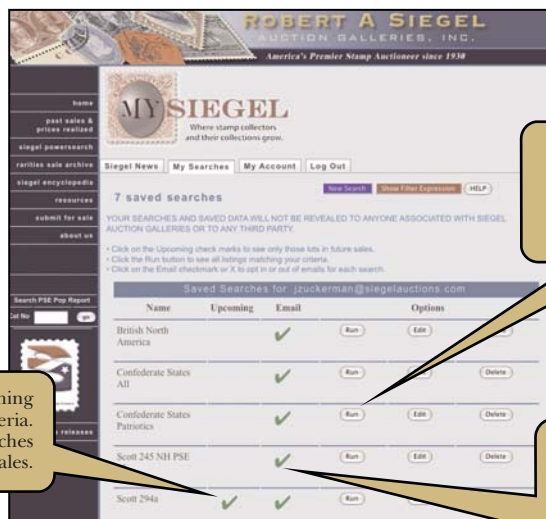 ROBERT A SIEGEL
AUCTION GALLERIES, INC.
America's Premier Stamp Auctioneer since 1930
home
past sales &
prices realized
siegel powersearch
rarities sale archive
siegel encyclopedia
resources
submit for sale
about us
Search PSE Pop Report
Cat No
go
releases
MY SIEGEL
Where stamp collectors
and their collections grow.
Siegel News My Searches My Account Log Out
7 saved searches
New Search Show Filter Expression HELP
YOUR SEARCHES AND SAVED DATA WILL NOT BE REVEALED TO ANYONE ASSOCIATED WITH SIEGEL
AUCTION GALLERIES OR TO ANY THIRD PARTY.
• Click on the Upcoming check marks to see only those lots in future sales.
• Click the Run button to see all listings matching your criteria.
• Click on the Email checkmark or X to opt in or out of emails for each search.
Saved Searches for: jzuckerman@siegelauctions.com
Name Upcoming Email Options
British North
America
Run Edit
Confederate States
All
Run Edit Delete
Confederate States
Patriotics
Run Edit Delete
Scott 245 NH PSE
Run Edit Delete
Scott 294a
Run Edit
ning
eria.
ches
ales.